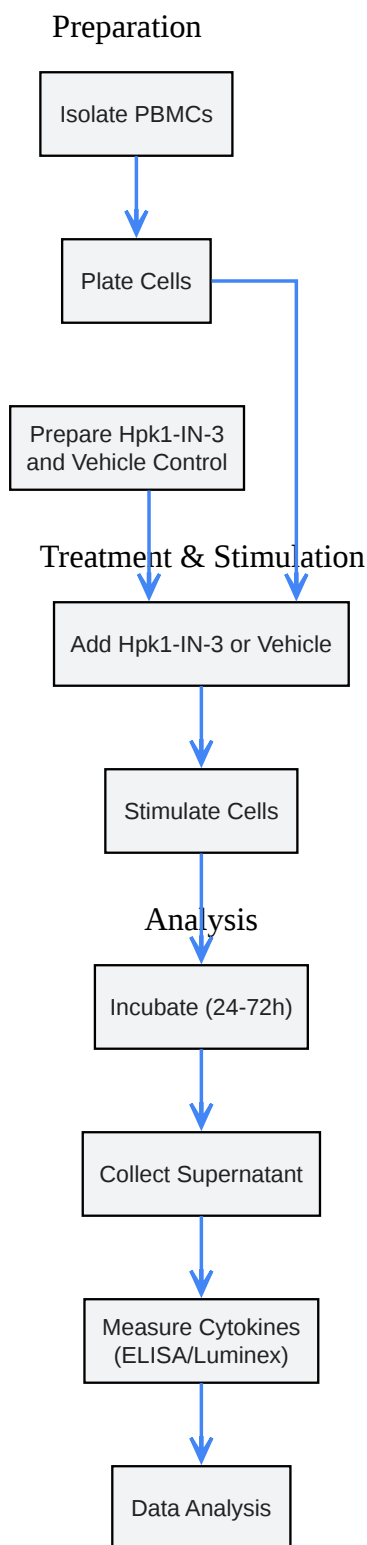 Preparation
Isolate PBMCs
Plate Cells
Prepare Hpk1-IN-3
and Vehicle Control
Treatment & Stimulation
Add Hpk1-IN-3 or Vehicle
Stimulate Cells
Analysis
Incubate (24-72h)
Collect Supernatant
Measure Cytokines
(ELISA/Luminex)
Data Analysis